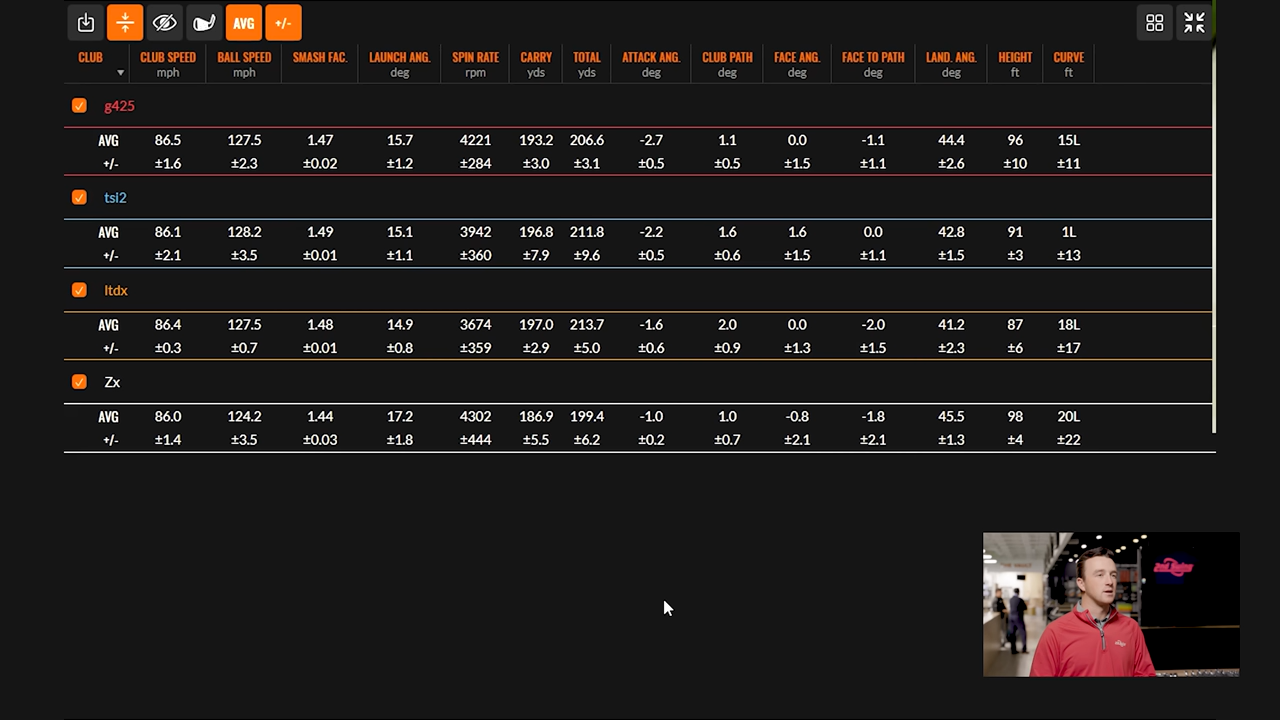 AVG +/-
CLUB CLUB SPEED BALL SPEED SMASH FAC. LAUNCH ANG. SPIN RATE CARRY TOTAL ATTACK ANG. CLUB PATH FACE ANG. FACE TO PATH LAND. ANG. HEIGHT CURVE
mph mph deg rpm yds yds deg deg deg deg deg ft ft
g425
AVG 86.5 127.5 1.47 15.7 4221 193.2 206.6 -2.7 1.1 0.0 -1.1 44.4 96 15L
+/- ±1.6 ±2.3 ±0.02 ±1.2 ±284 ±3.0 ±3.1 ±0.5 ±0.5 ±1.5 ±1.1 ±2.6 ±10 ±11
tsi2
AVG 86.1 128.2 1.49 15.1 3942 196.8 211.8 -2.2 1.6 1.6 0.0 42.8 91 1L
+/- ±2.1 ±3.5 ±0.01 ±1.1 ±360 ±7.9 ±9.6 ±0.5 ±0.6 ±1.5 ±1.1 ±1.5 ±3 ±13
ltdx
AVG 86.4 127.5 1.48 14.9 3674 197.0 213.7 -1.6 2.0 0.0 -2.0 41.2 87 18L
+/- ±0.3 ±0.7 ±0.01 ±0.8 ±359 ±2.9 ±5.0 ±0.6 ±0.9 ±1.3 ±1.5 ±2.3 ±6 ±17
Zx
AVG 86.0 124.2 1.44 17.2 4302 186.9 199.4 -1.0 1.0 -0.8 -1.8 45.5 98 20L
+/- ±1.4 ±3.5 ±0.03 ±1.8 ±444 ±5.5 ±6.2 ±0.2 ±0.7 ±2.1 ±2.1 ±1.3 ±4 ±22
2nd Swing